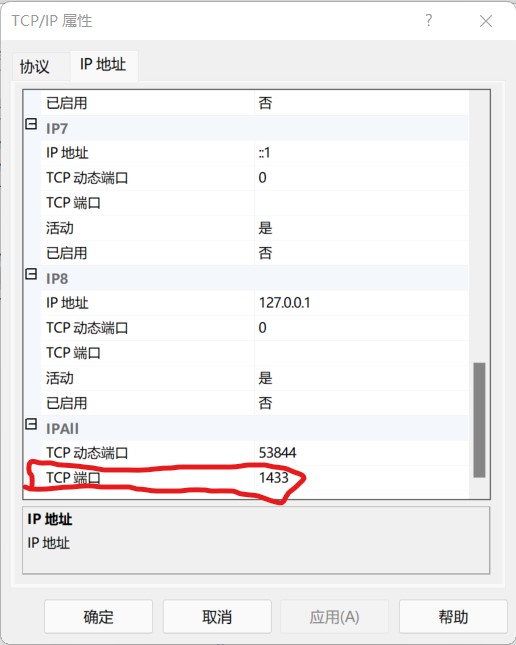 TCP/IP 属性
协议 IP 地址
已启用 否
IP7
IP 地址 ::1
TCP 动态端口 0
TCP 端口
活动 是
已启用 否
IP8
IP 地址 127.0.0.1
TCP 动态端口 0
TCP 端口
活动 是
已启用 否
IPAll
TCP 动态端口 53844
TCP 端口 1433
IP 地址
IP 地址
确定 取消 应用(A) 帮助